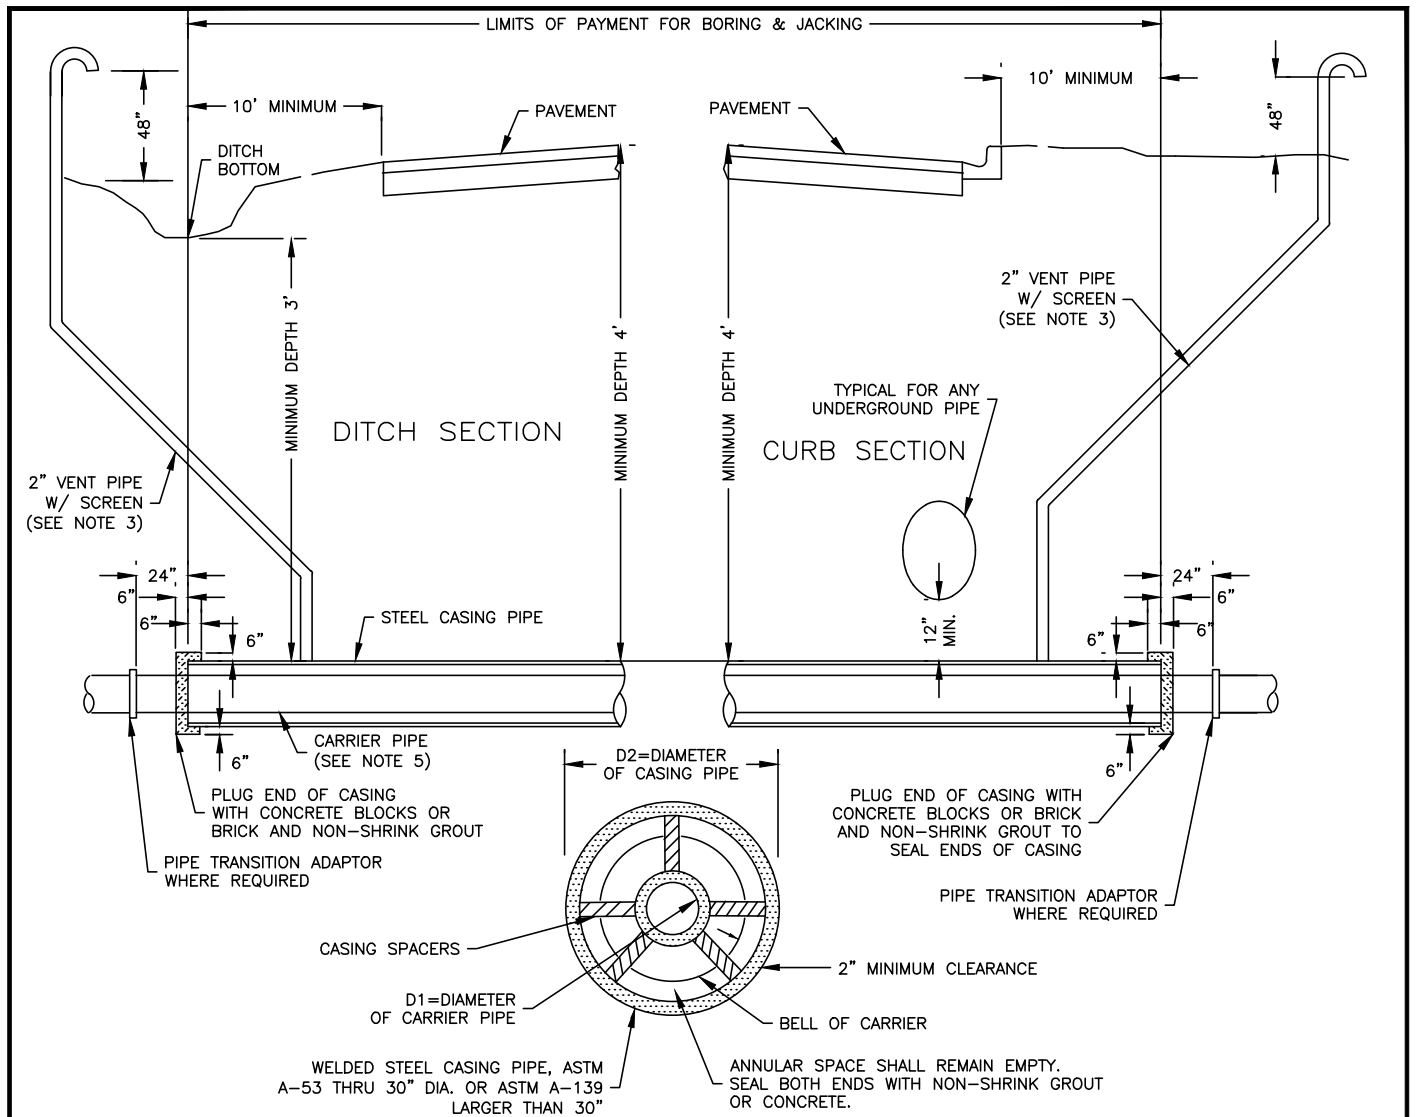 LIMITS OF PAYMENT FOR BORING & JACKING
10' MINIMUM
10' MINIMUM
48"
48"
PAVEMENT
PAVEMENT
DITCH
BOTTOM
MINIMUM DEPTH 3'
MINIMUM DEPTH 4'
MINIMUM DEPTH 4'
2" VENT PIPE
W/ SCREEN
(SEE NOTE 3)
TYPICAL FOR ANY
UNDERGROUND PIPE
DITCH SECTION
CURB SECTION
2" VENT PIPE
W/ SCREEN
(SEE NOTE 3)
24"
6"
6"
6"
STEEL CASING PIPE
12"
MIN.
24"
6"
6"
6"
CARRIER PIPE
(SEE NOTE 5)
6"
6"
D2=DIAMETER
OF CASING PIPE
PLUG END OF CASING
WITH CONCRETE BLOCKS OR
BRICK AND NON-SHRINK GROUT
PLUG END OF CASING WITH
CONCRETE BLOCKS OR BRICK
AND NON-SHRINK GROUT TO
SEAL ENDS OF CASING
PIPE TRANSITION ADAPTOR
WHERE REQUIRED
PIPE TRANSITION ADAPTOR
WHERE REQUIRED
CASING SPACERS
2" MINIMUM CLEARANCE
D1=DIAMETER
OF CARRIER PIPE
BELL OF CARRIER
WELDED STEEL CASING PIPE, ASTM
A-53 THRU 30" DIA. OR ASTM A-139
LARGER THAN 30"
ANNULAR SPACE SHALL REMAIN EMPTY.
SEAL BOTH ENDS WITH NON-SHRINK GROUT
OR CONCRETE.